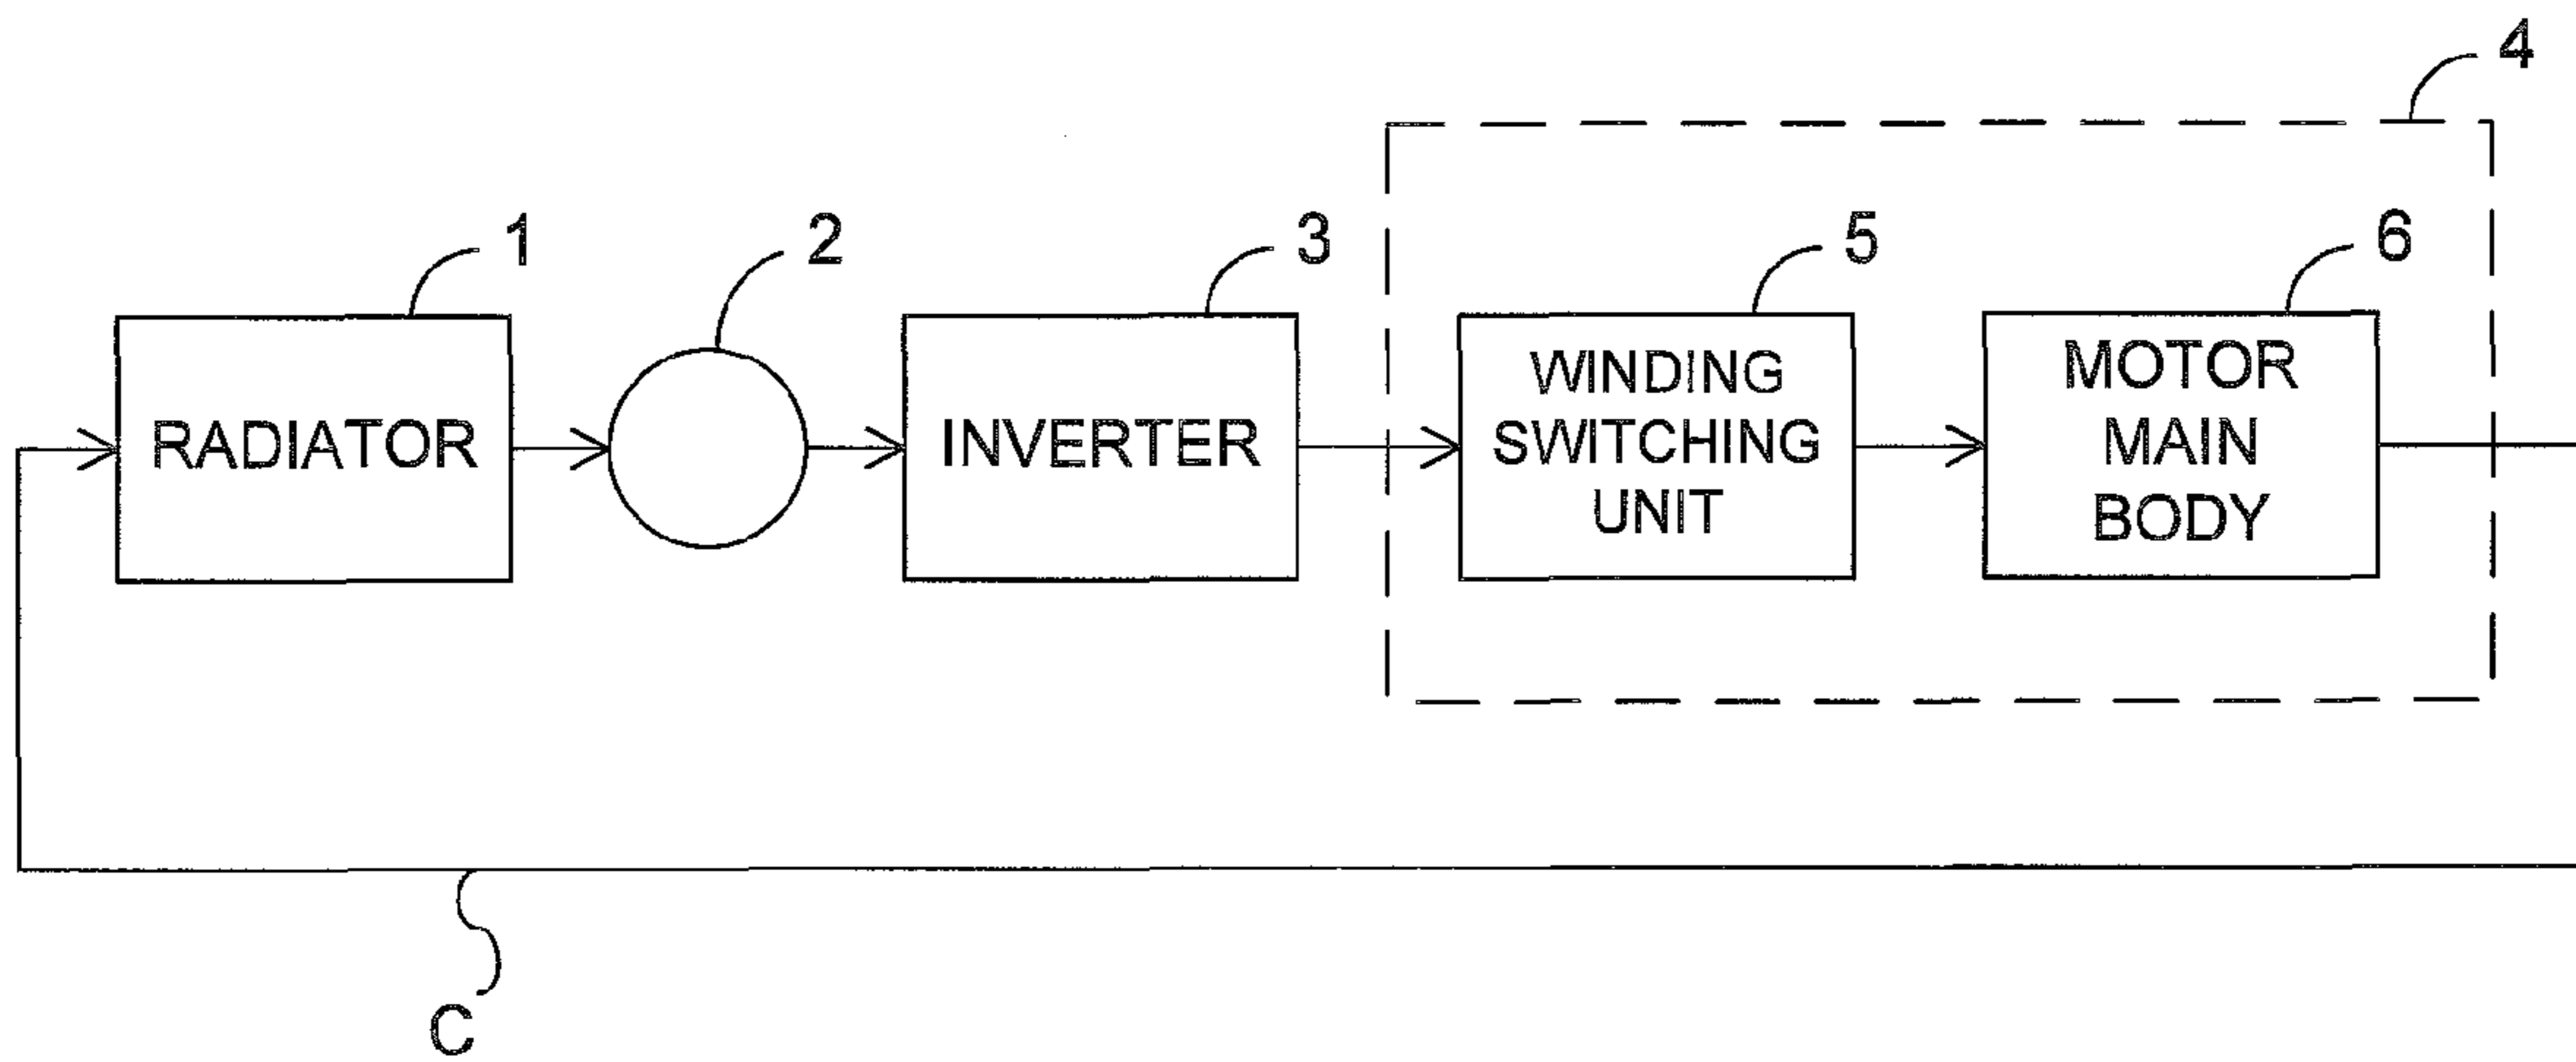 4
1
2
3
5
6
RADIATOR
INVERTER
WINDING
SWITCHING
UNIT
MOTOR
MAIN
BODY
C